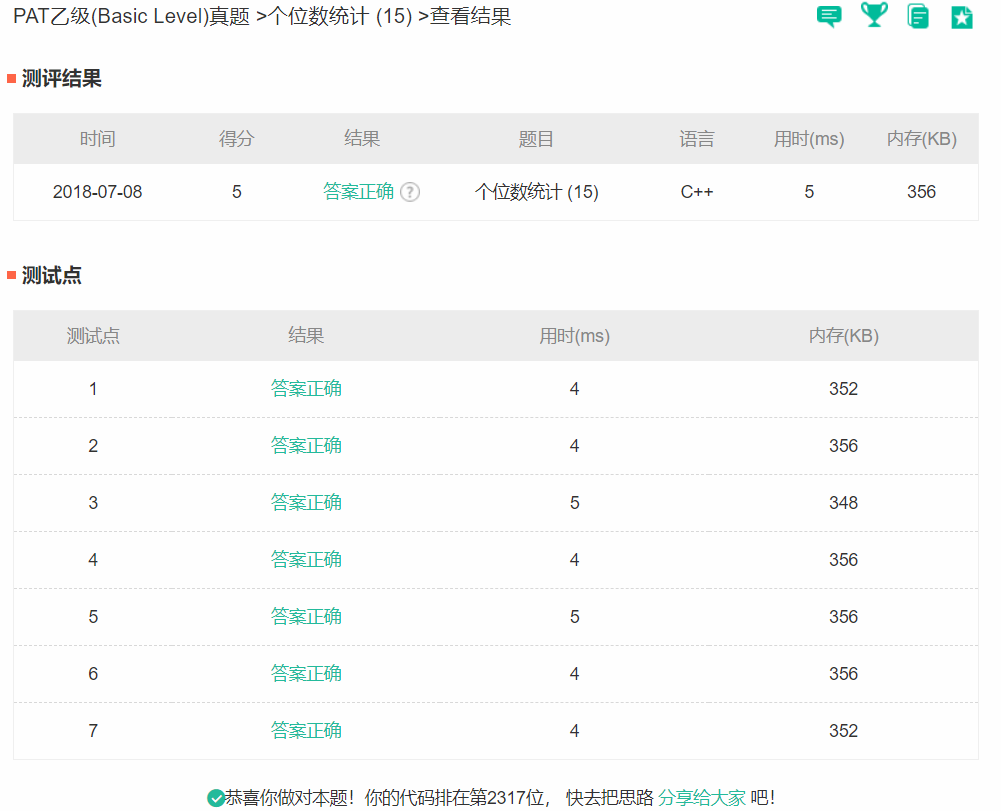 PAT乙级(Basic Level)真题 >个位数统计 (15) >查看结果
测评结果
时间 得分 结果 题目 语言 用时(ms) 内存(KB)
2018-07-08 5 答案正确 ? 个位数统计 (15) C++ 5 356
测试点
测试点 结果 用时(ms) 内存(KB)
1 答案正确 4 352
2 答案正确 4 356
3 答案正确 5 348
4 答案正确 4 356
5 答案正确 5 356
6 答案正确 4 356
7 答案正确 4 352
恭喜你做对本题！你的代码排在第2317位， 快去把思路 分享给大家 吧！